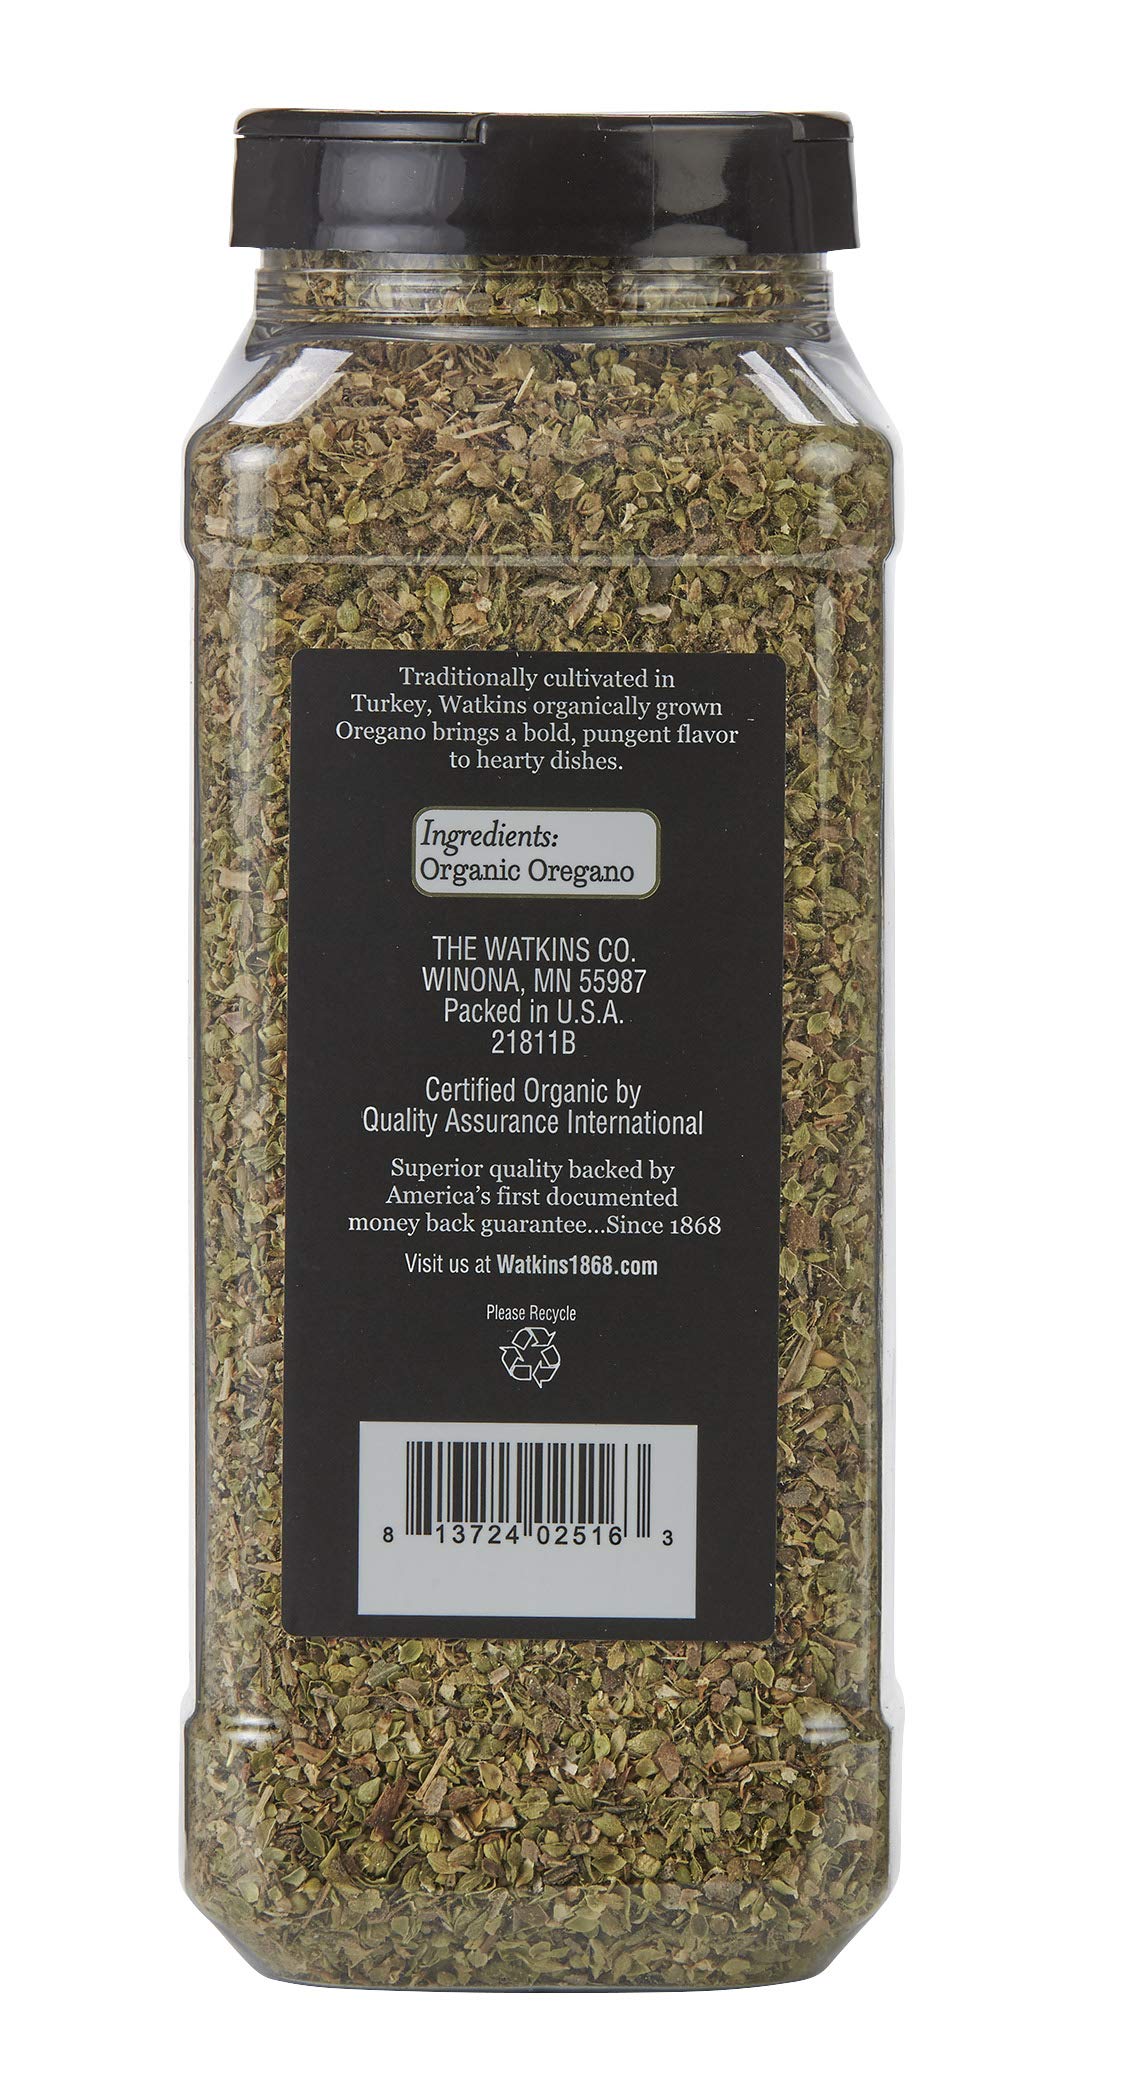 Traditionally cultivated in
Turkey, Watkins organically grown
Oregano brings a bold, pungent flavor
to hearty dishes.
Ingredients:
Organic Oregano
THE WATKINS CO.
WINONA, MN 55987
Packed in U.S.A.
21811B
Certified Organic by
Quality Assurance International
Superior quality backed by
America's first documented
money back guarantee...Since 1868
Visit us at Watkins1868.com
Please Recycle
8 13724 02516 3